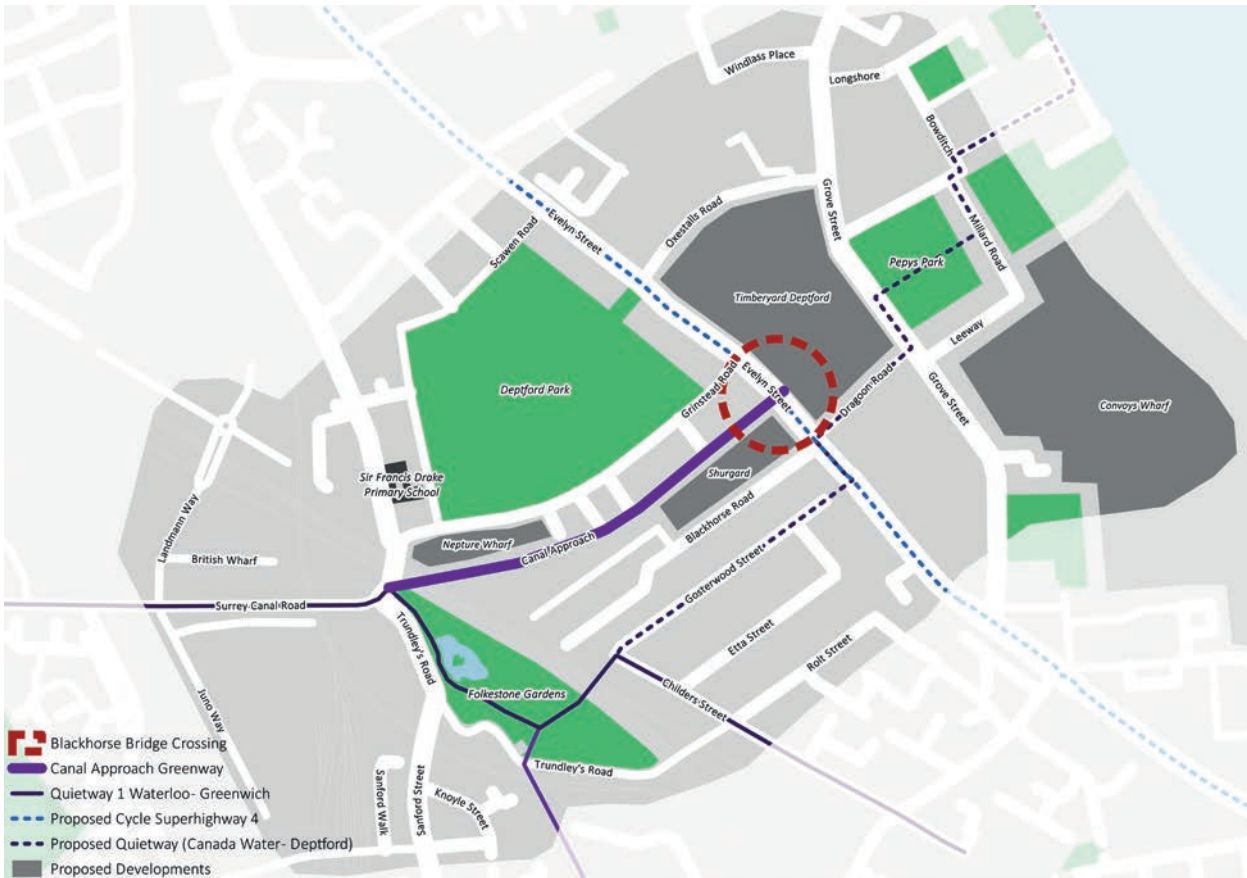 Windlass Place
Longshore
Bowditch
Evelyn Street
Scawen Road
Oxestalls Road
Grove Street
Millard Road
Pepys Park
Timberyard Deptford
Leeway
Deptford Park
Grinstead Road
Evelyn Street
Dragoon Road
Grove Street
Convoys Wharf
Sir Francis Drake
Primary School
Shurgard
Landmann Way
Nepture Wharf
Canal Approach
Blackhorse Road
British Wharf
Gosterwood Street
Surrey Canal Road
Trundley's Road
Etta Street
Rolt Street
Folkestone Gardens
Childers Street
Juno Way
Trundley's Road
Sanford Walk
Sanford Street
Knoyle Street
Blackhorse Bridge Crossing
Canal Approach Greenway
Quietway 1 Waterloo- Greenwich
Proposed Cycle Superhighway 4
Proposed Quietway (Canada Water- Deptford)
Proposed Developments